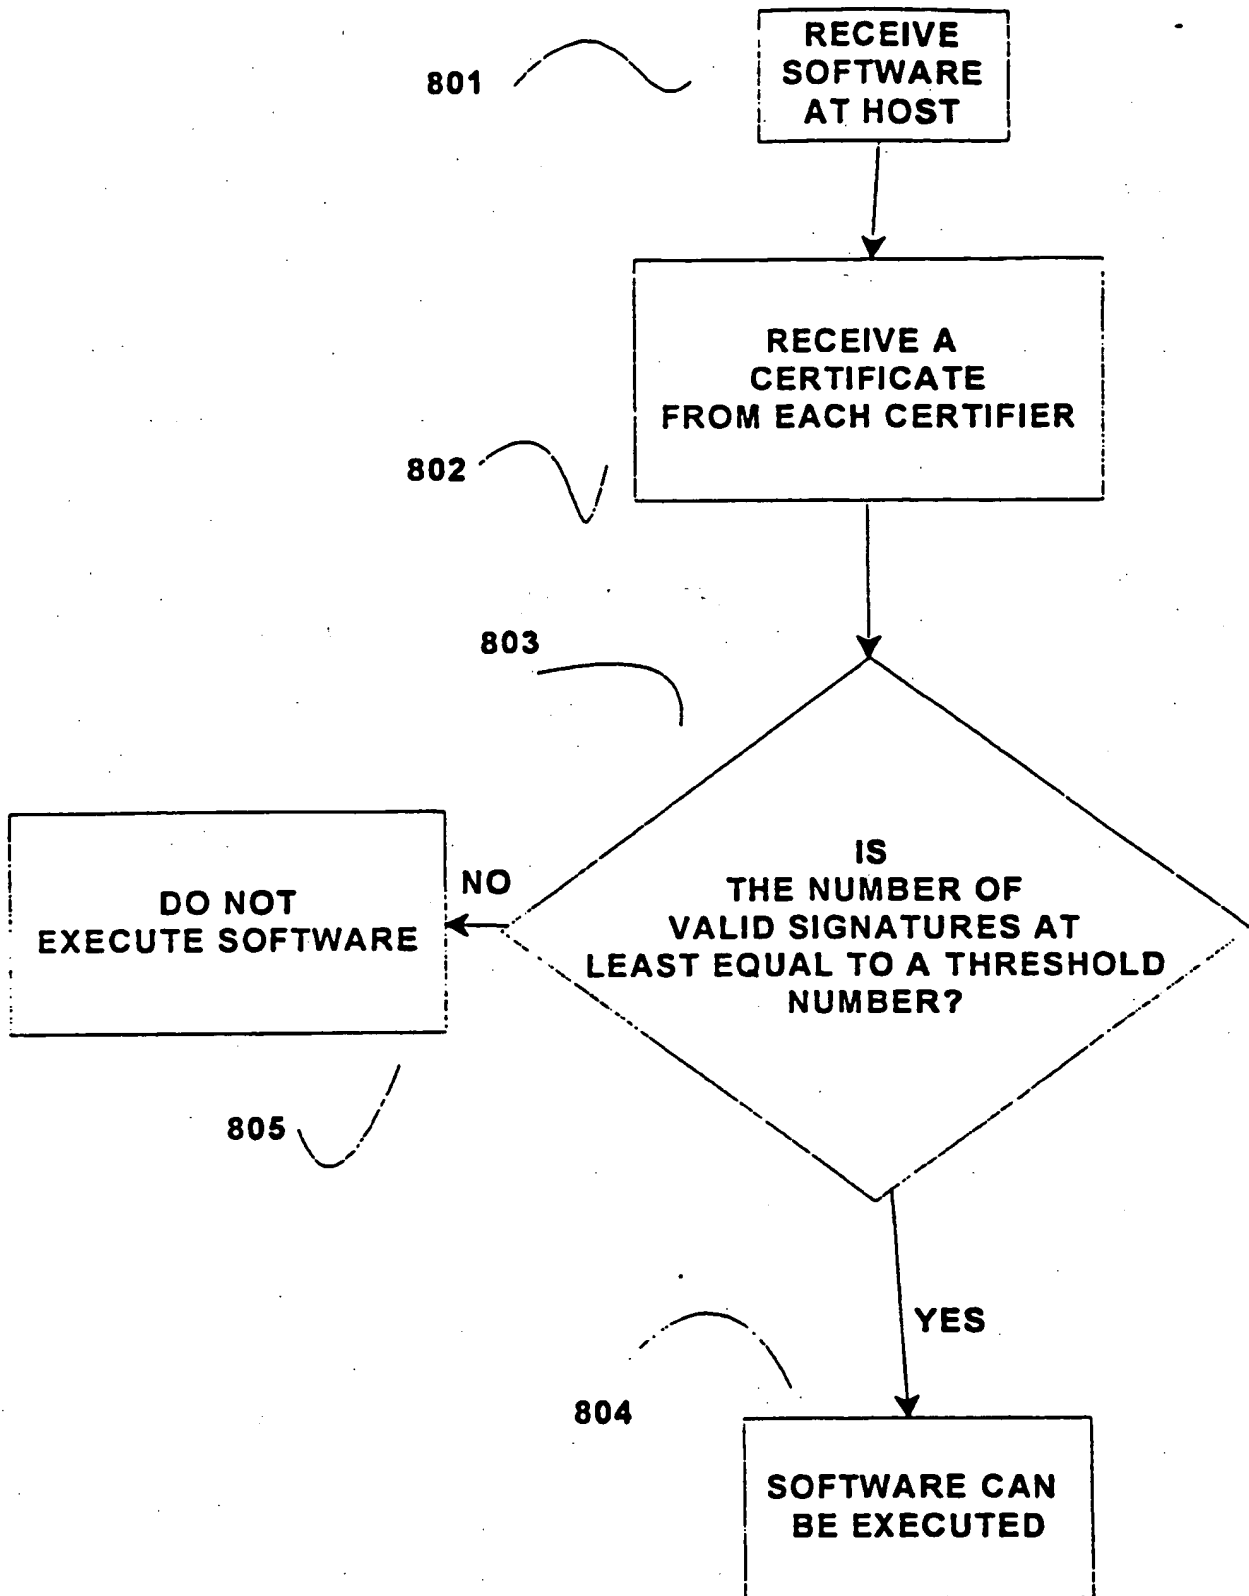 RECEIVE
SOFTWARE
AT HOST
801
RECEIVE A
CERTIFICATE
FROM EACH CERTIFIER
802
803
IS
THE NUMBER OF
VALID SIGNATURES AT
LEAST EQUAL TO A THRESHOLD
NUMBER?
NO
DO NOT
EXECUTE SOFTWARE
805
YES
804
SOFTWARE CAN
BE EXECUTED